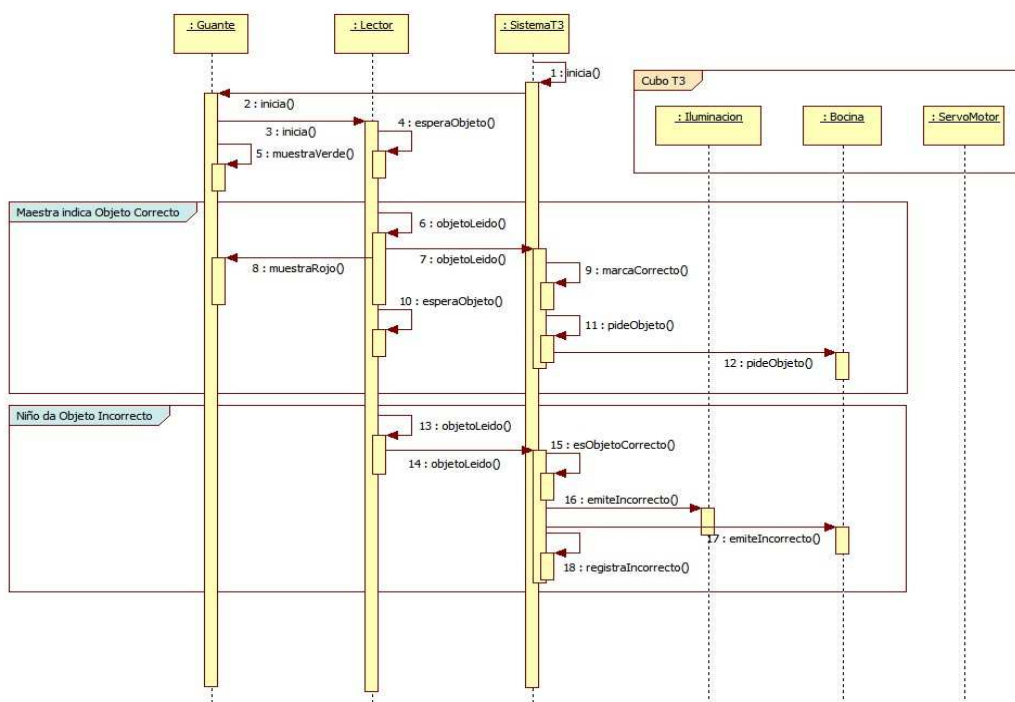 : Guante
: Lector
: SistemaT3
1 : inicia()
Cubo T3
2 : inicia()
: Iluminacion
: Bocina
: ServoMotor
3 : inicia()
4 : esperaObjeto()
5 : muestraVerde()
Maestra indica Objeto Correcto
6 : objetoLeido()
7 : objetoLeido()
8 : muestraRojo()
9 : marcaCorrecto()
10 : esperaObjeto()
11 : pideObjeto()
12 : pideObjeto()
Niño da Objeto Incorrecto
13 : objetoLeido()
14 : objetoLeido()
15 : esObjetoCorrecto()
16 : emiteIncorrecto()
17 : emiteIncorrecto()
18 : registraIncorrecto()